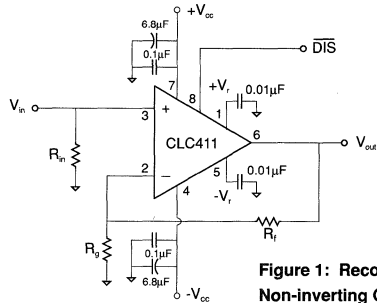 +Vcc
6.8µF
0.1µF
DIS
7
8
+Vr
0.01µF
Vin
3
+
1
CLC411
6
Vout
Rin
2
−
5
0.01µF
4
-Vr
Rf
Rg
0.1µF
6.8µF
-Vcc
Figure 1: Reco
Non-inverting